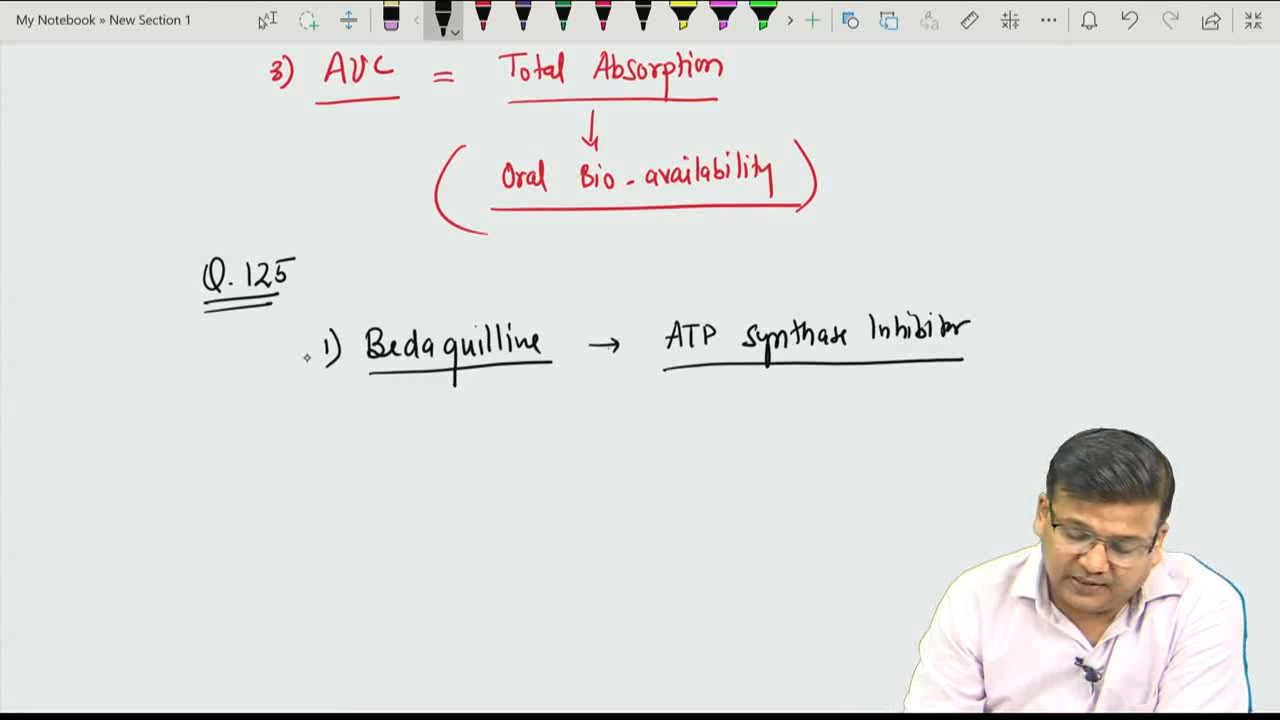 My Notebook » New Section 1
3) AUC = Total Absorption
(Oral Bio-availability)
Q. 125
1) Bedaquilline → ATP synthase Inhibitor